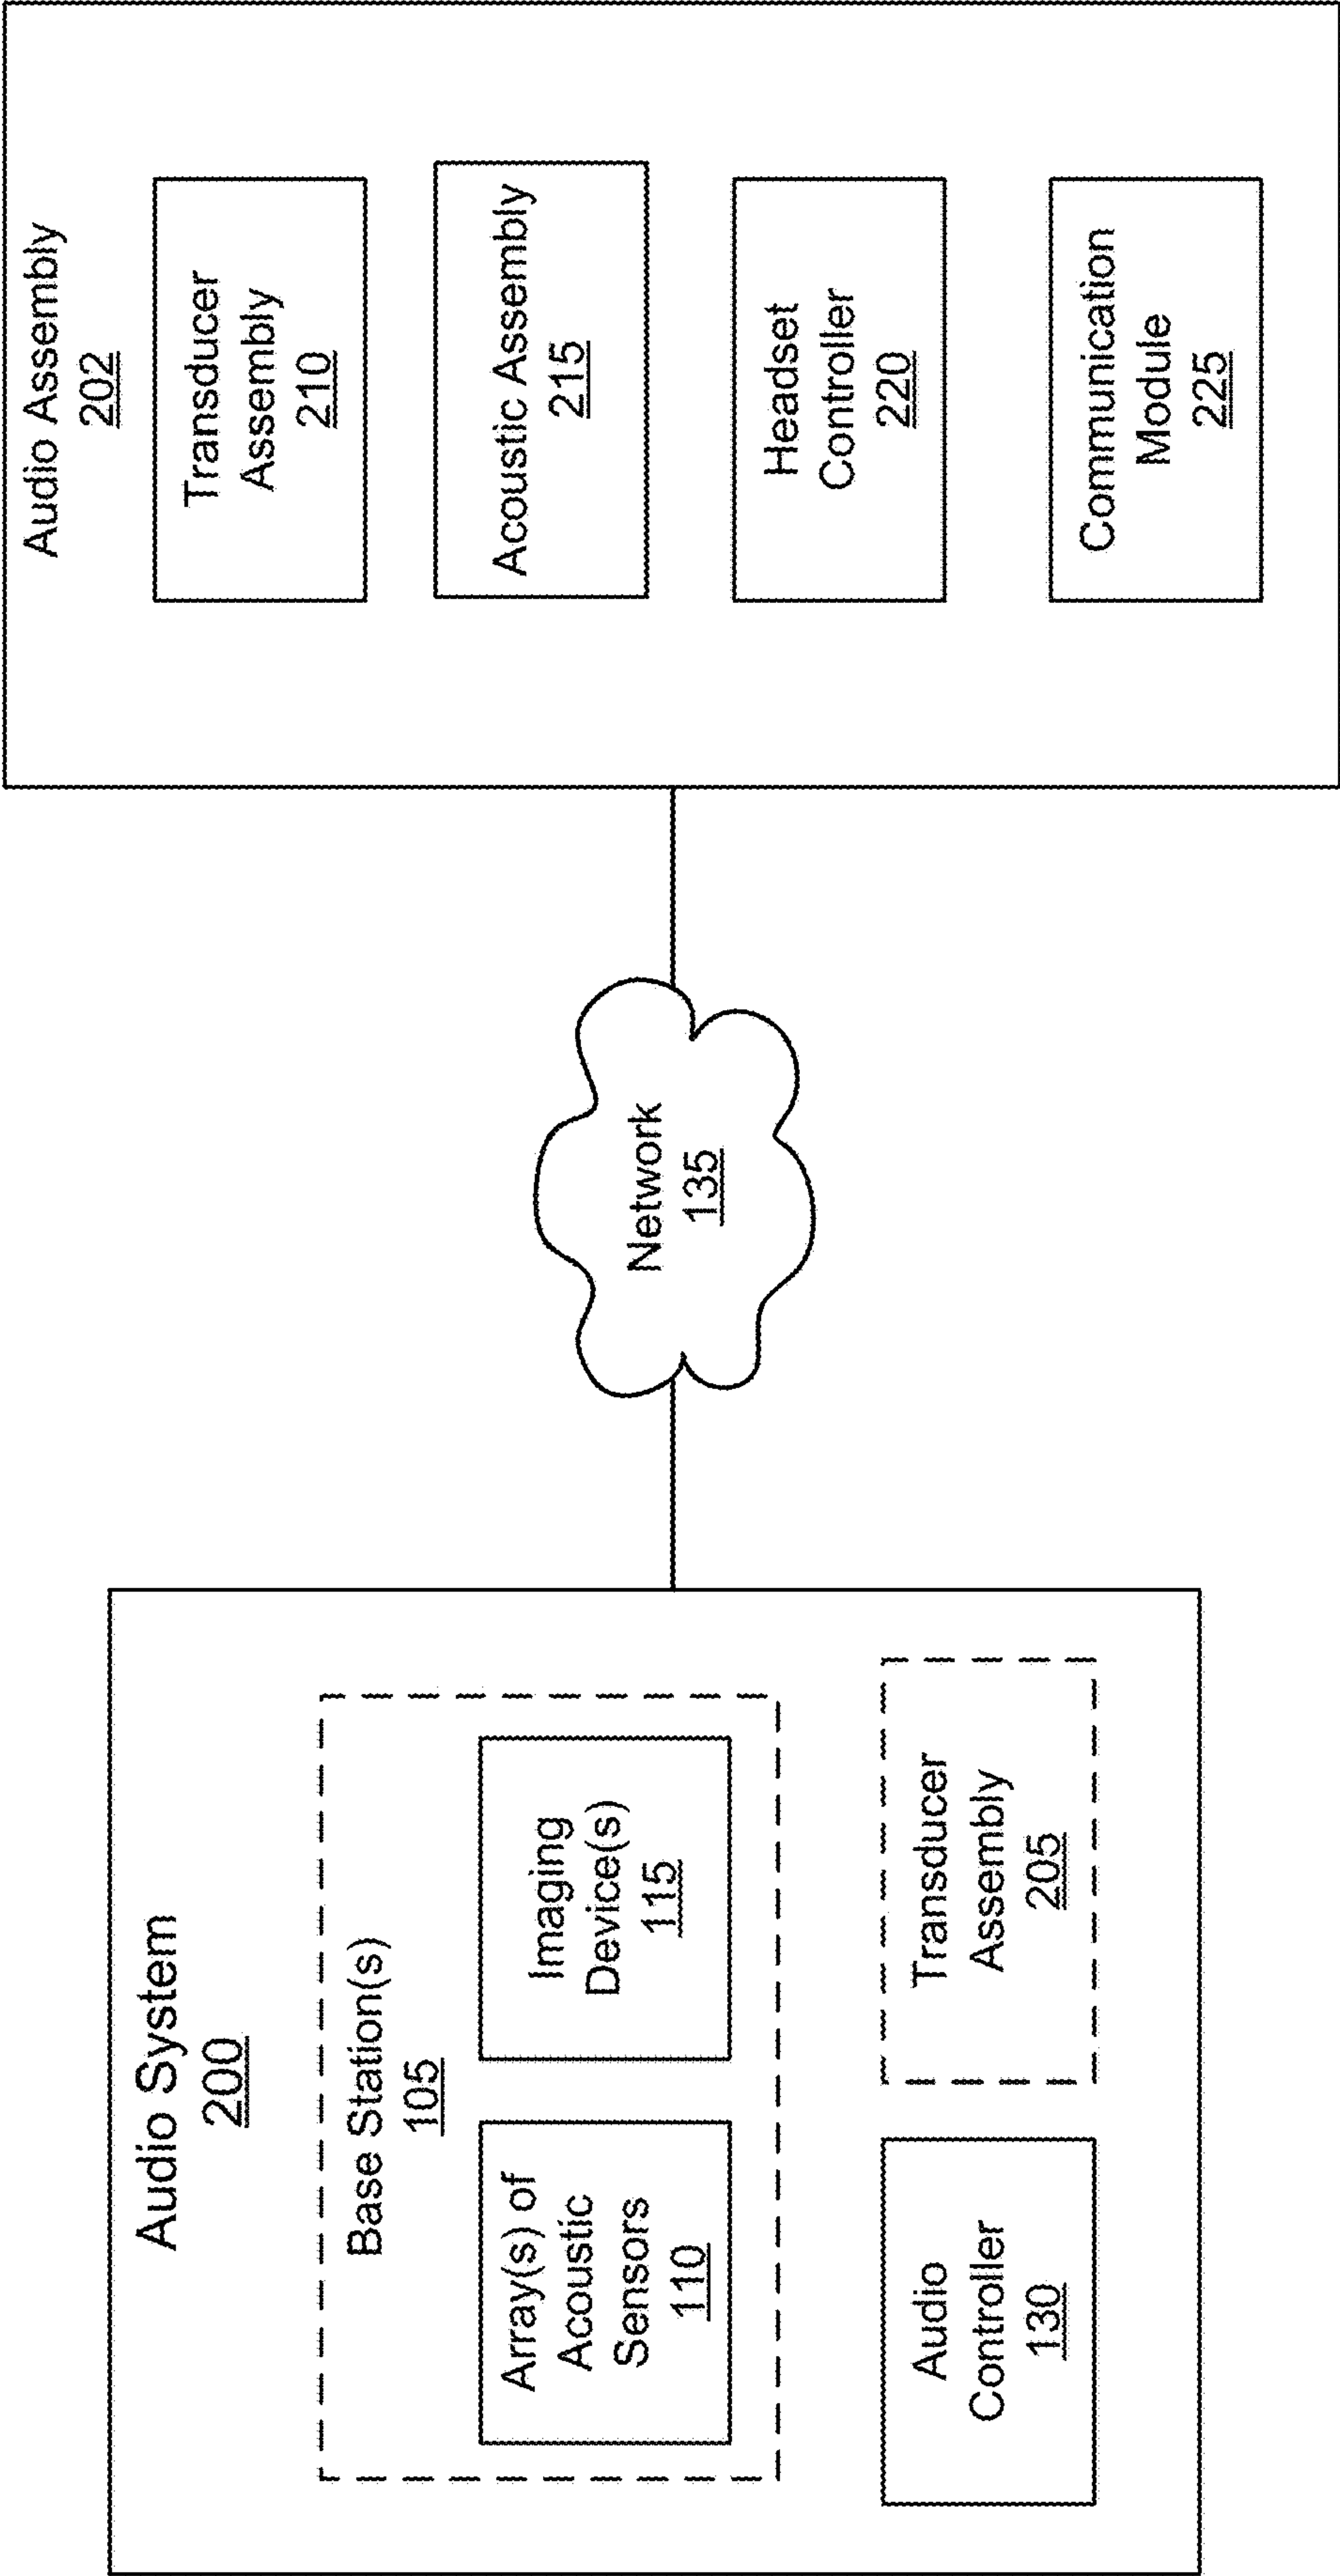 Audio System
200
Base Station(s)
105
Array(s) of
Acoustic
Sensors
110
Imaging
Device(s)
115
Audio
Controller
130
Transducer
Assembly
205
Network
135
Audio Assembly
202
Transducer
Assembly
210
Acoustic Assembly
215
Headset
Controller
220
Communication
Module
225